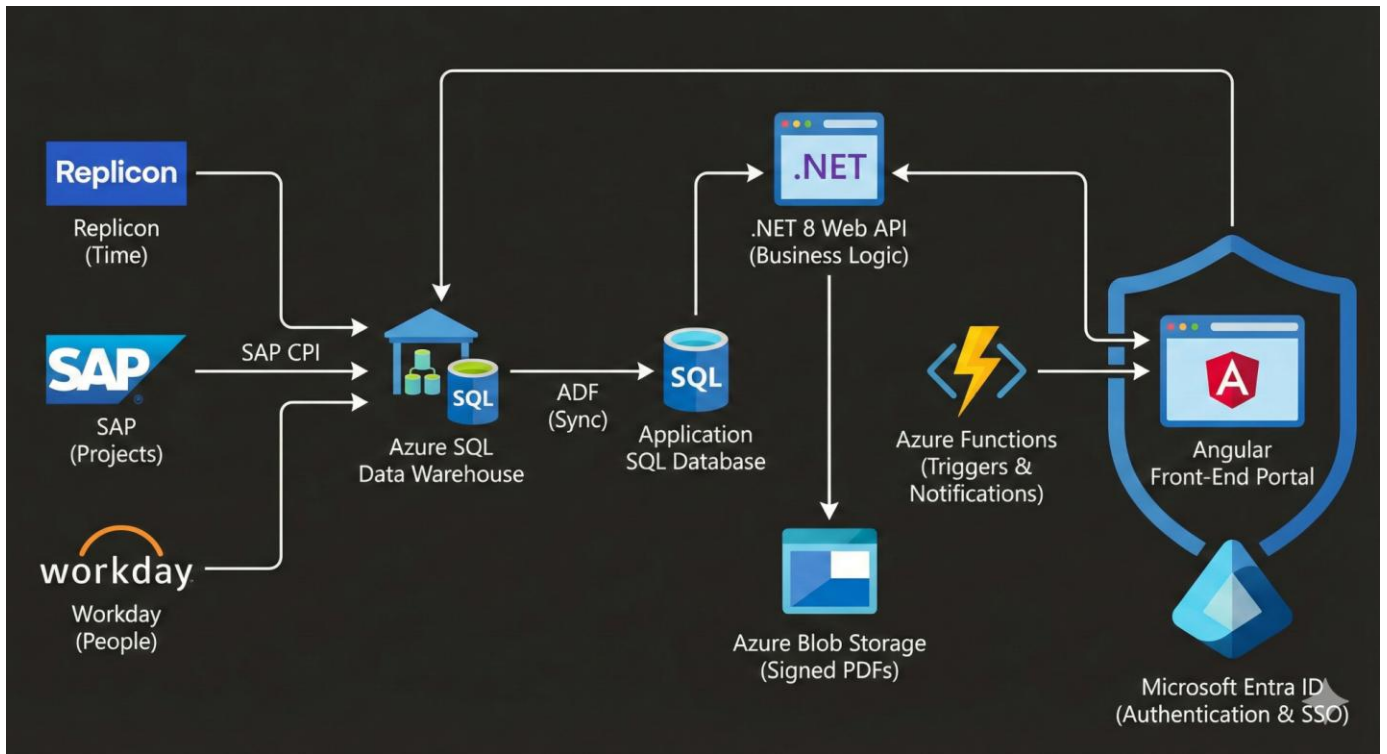 Replicon
Replicon
(Time)
SAP
SAP
(Projects)
SAP CPI
workday
Workday
(People)
SQL
Azure SQL
Data Warehouse
ADF
(Sync)
SQL
Application
SQL Database
.NET
.NET 8 Web API
(Business Logic)
Azure Blob Storage
(Signed PDFs)
Azure Functions
(Triggers &
Notifications)
A
Angular
Front-End Portal
Microsoft Entra ID
(Authentication & SSO)